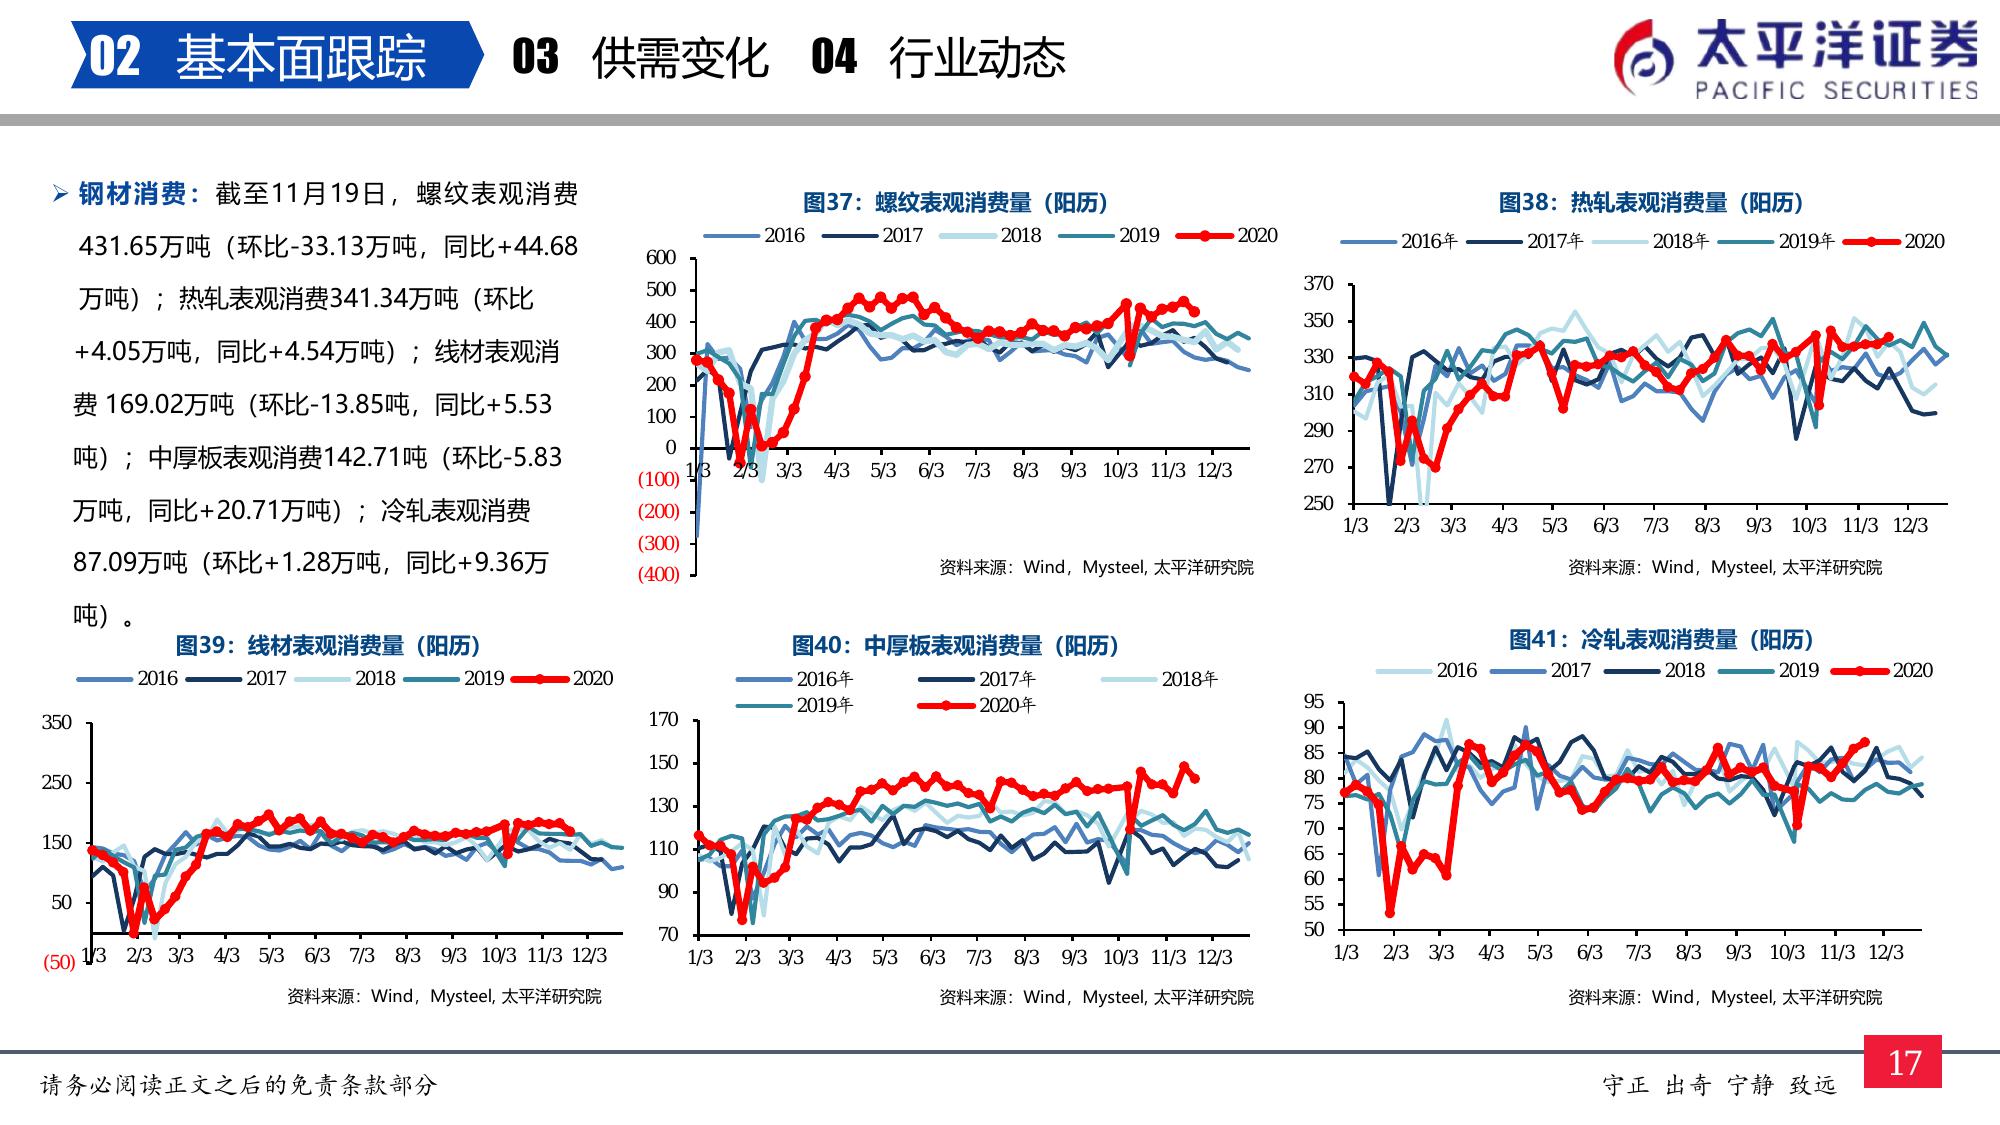 02 基本面跟踪 03 供需变化 04 行业动态
太平洋证券
PACIFIC SECURITIES
钢材消费：截至11月19日，螺纹表观消费
431.65万吨（环比-33.13万吨，同比+44.68
万吨）；热轧表观消费341.34万吨（环比
+4.05万吨，同比+4.54万吨）；线材表观消
费 169.02万吨（环比-13.85吨，同比+5.53
吨）；中厚板表观消费142.71吨（环比-5.83
万吨，同比+20.71万吨）；冷轧表观消费
87.09万吨（环比+1.28万吨，同比+9.36万
吨）。
图37：螺纹表观消费量（阳历）
2016 2017 2018 2019 2020
600
500
400
300
200
100
0
(100)
(200)
(300)
(400)
1/3 2/3 3/3 4/3 5/3 6/3 7/3 8/3 9/3 10/3 11/3 12/3
资料来源：Wind，Mysteel, 太平洋研究院
图38：热轧表观消费量（阳历）
2016年 2017年 2018年 2019年 2020
370
350
330
310
290
270
250
1/3 2/3 3/3 4/3 5/3 6/3 7/3 8/3 9/3 10/3 11/3 12/3
资料来源：Wind，Mysteel, 太平洋研究院
图39：线材表观消费量（阳历）
2016 2017 2018 2019 2020
350
250
150
50
(50)
1/3 2/3 3/3 4/3 5/3 6/3 7/3 8/3 9/3 10/3 11/3 12/3
资料来源：Wind，Mysteel, 太平洋研究院
图40：中厚板表观消费量（阳历）
2016年 2017年 2018年
2019年 2020年
170
150
130
110
90
70
1/3 2/3 3/3 4/3 5/3 6/3 7/3 8/3 9/3 10/3 11/3 12/3
资料来源：Wind，Mysteel, 太平洋研究院
图41：冷轧表观消费量（阳历）
2016 2017 2018 2019 2020
95
90
85
80
75
70
65
60
55
50
1/3 2/3 3/3 4/3 5/3 6/3 7/3 8/3 9/3 10/3 11/3 12/3
资料来源：Wind，Mysteel, 太平洋研究院
请务必阅读正文之后的免责条款部分
守正 出奇 宁静 致远
17